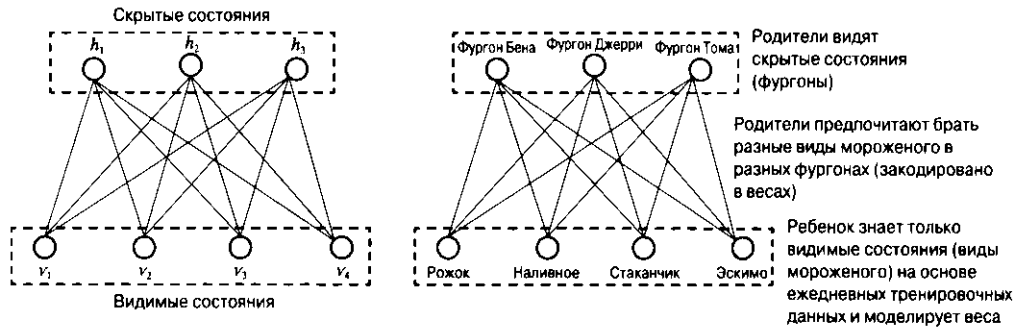 Скрытые состояния
h1
h2
h3
V1
V2
V3
V4
Видимые состояния
Фургон Бена
Фургон Джерри
Фургон Тома
Рожок
Наливное
Стаканчик
Эскимо
Родители видят
скрытые состояния
(фургоны)
Родители предпочитают брать
разные виды мороженого в
разных фургонах (закодировано
в весах)
Ребенок знает только
видимые состояния (виды
мороженого) на основе
ежедневных тренировочных
данных и моделирует веса